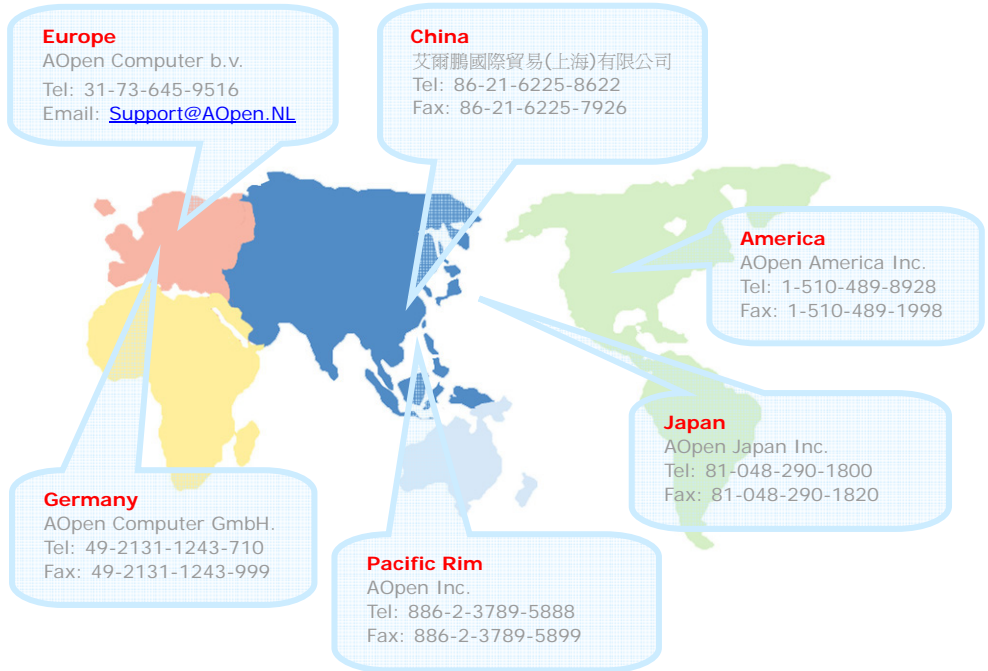 Europe
AOpen Computer b.v.
Tel: 31-73-645-9516
Email: Support@AOpen.NL
China
艾爾鵬國際貿易(上海)有限公司
Tel: 86-21-6225-8622
Fax: 86-21-6225-7926
America
AOpen America Inc.
Tel: 1-510-489-8928
Fax: 1-510-489-1998
Japan
AOpen Japan Inc.
Tel: 81-048-290-1800
Fax: 81-048-290-1820
Germany
AOpen Computer GmbH.
Tel: 49-2131-1243-710
Fax: 49-2131-1243-999
Pacific Rim
AOpen Inc.
Tel: 886-2-3789-5888
Fax: 886-2-3789-5899